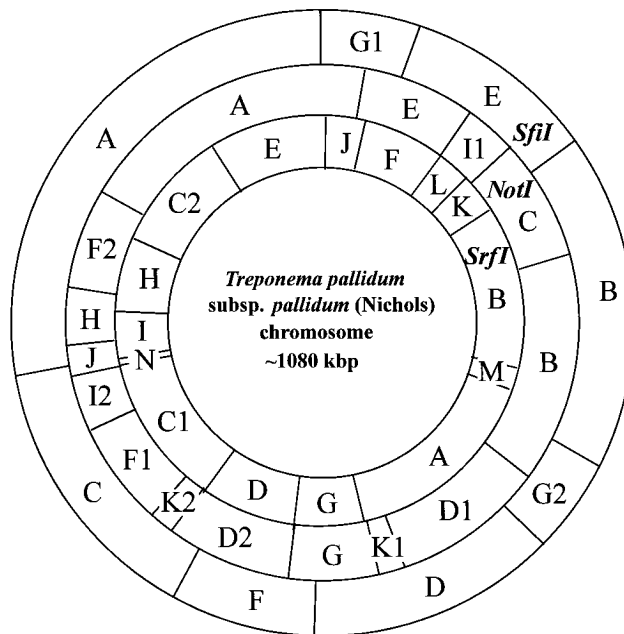 G1
E
SfiI
B
G2
D
F
C
A
A
E
I1
NotI
C
B
D1
K1
G
D2
K2
F1
I2
J
H
F2
E
J
F
L
K
SrfI
B
M
A
G
D
C1
N
I
H
C2
Treponema pallidum
subsp. pallidum (Nichols)
chromosome
~1080 kbp